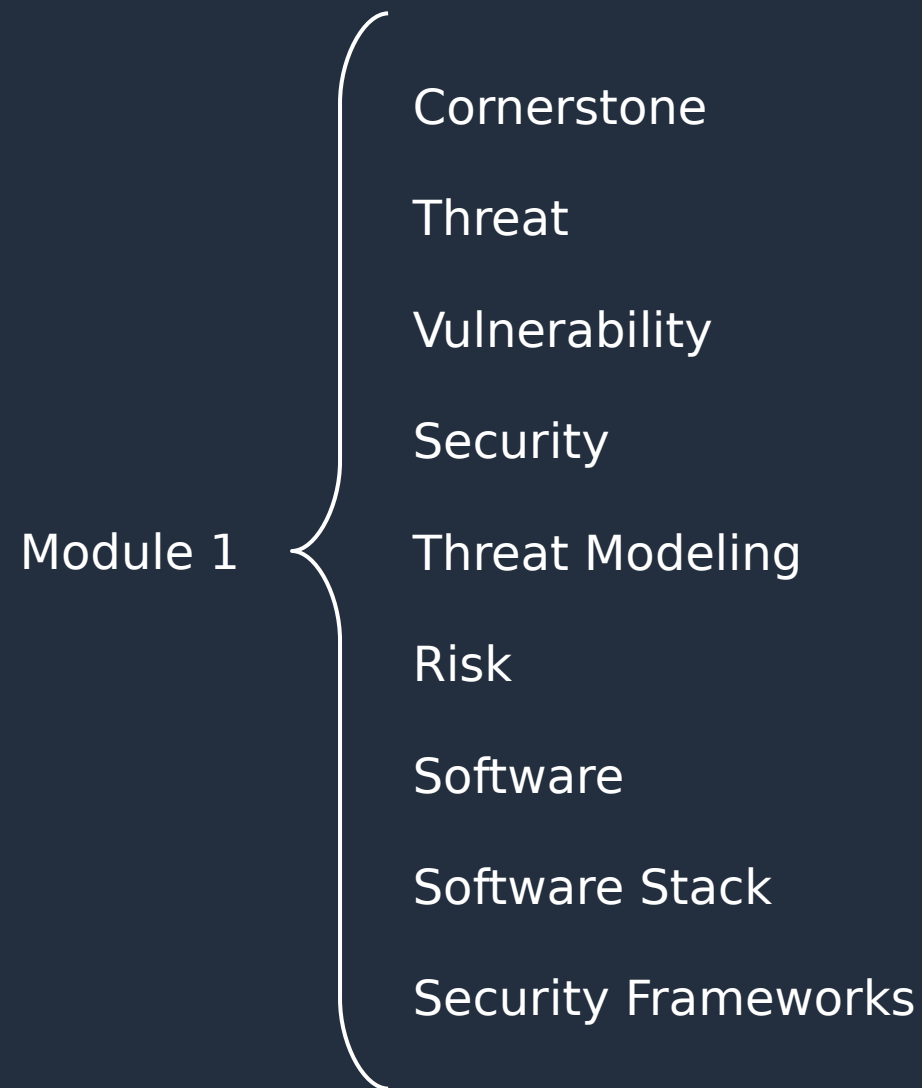 Module 1
Cornerstone
Threat
Vulnerability
Security
Threat Modeling
Risk
Software
Software Stack
Security Frameworks